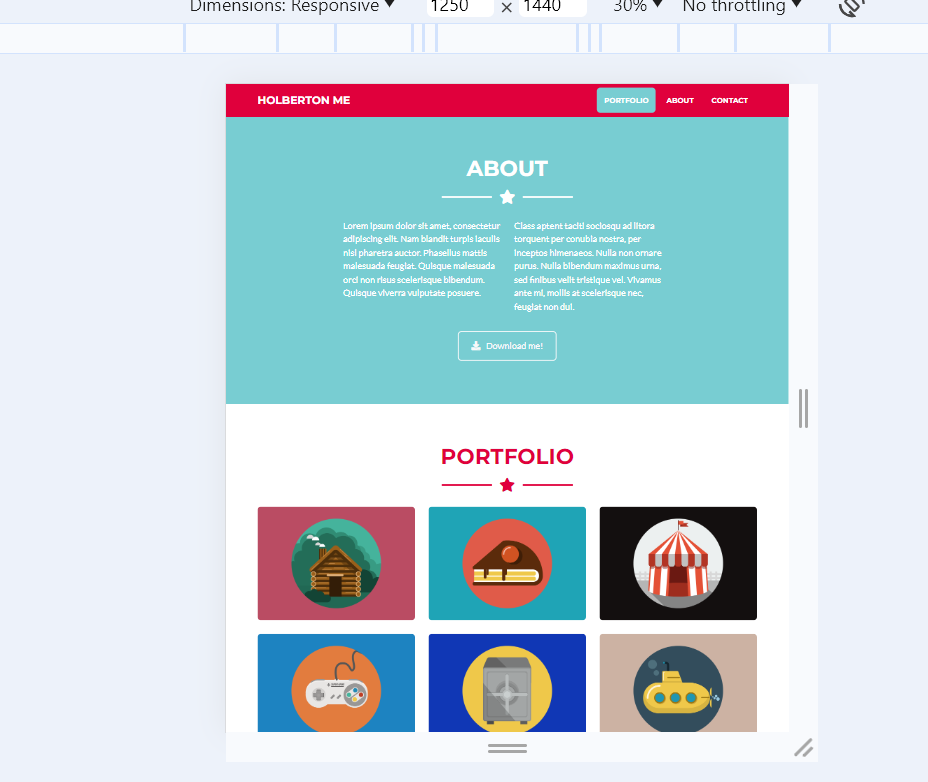 Dimensions: Responsive ▼ 1250 × 1440 30% ▼ No throttling ▼
HOLBERTON ME PORTFOLIO ABOUT CONTACT
ABOUT
Lorem ipsum dolor sit amet, consectetur
adipiscing elit. Nam blandit turpis iaculis
nisl pharetra auctor. Phasellus mattis
malesuada feugiat. Quisque malesuada
orci non risus scelerisque bibendum.
Quisque viverra vulputate posuere.
Class aptent taciti sociosqu ad litora
torquent per conubia nostra, per
inceptos himenaeos. Nulla non ornare
purus. Nulla bibendum maximus urna,
sed finibus velit tristique vel. Vivamus
ante mi, mollis at scelerisque nec,
feugiat non dui.
Download me!
PORTFOLIO